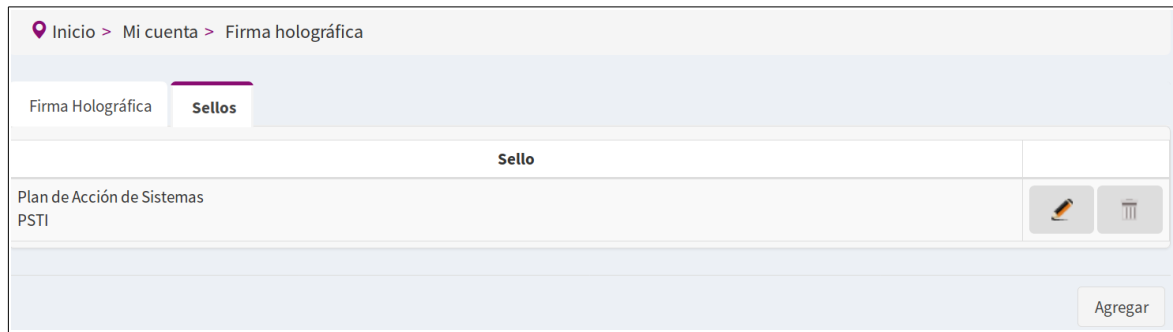 Inicio > Mi cuenta > Firma holográfica
Firma Holográfica Sellos
Sello
Plan de Acción de Sistemas
PSTI
Agregar